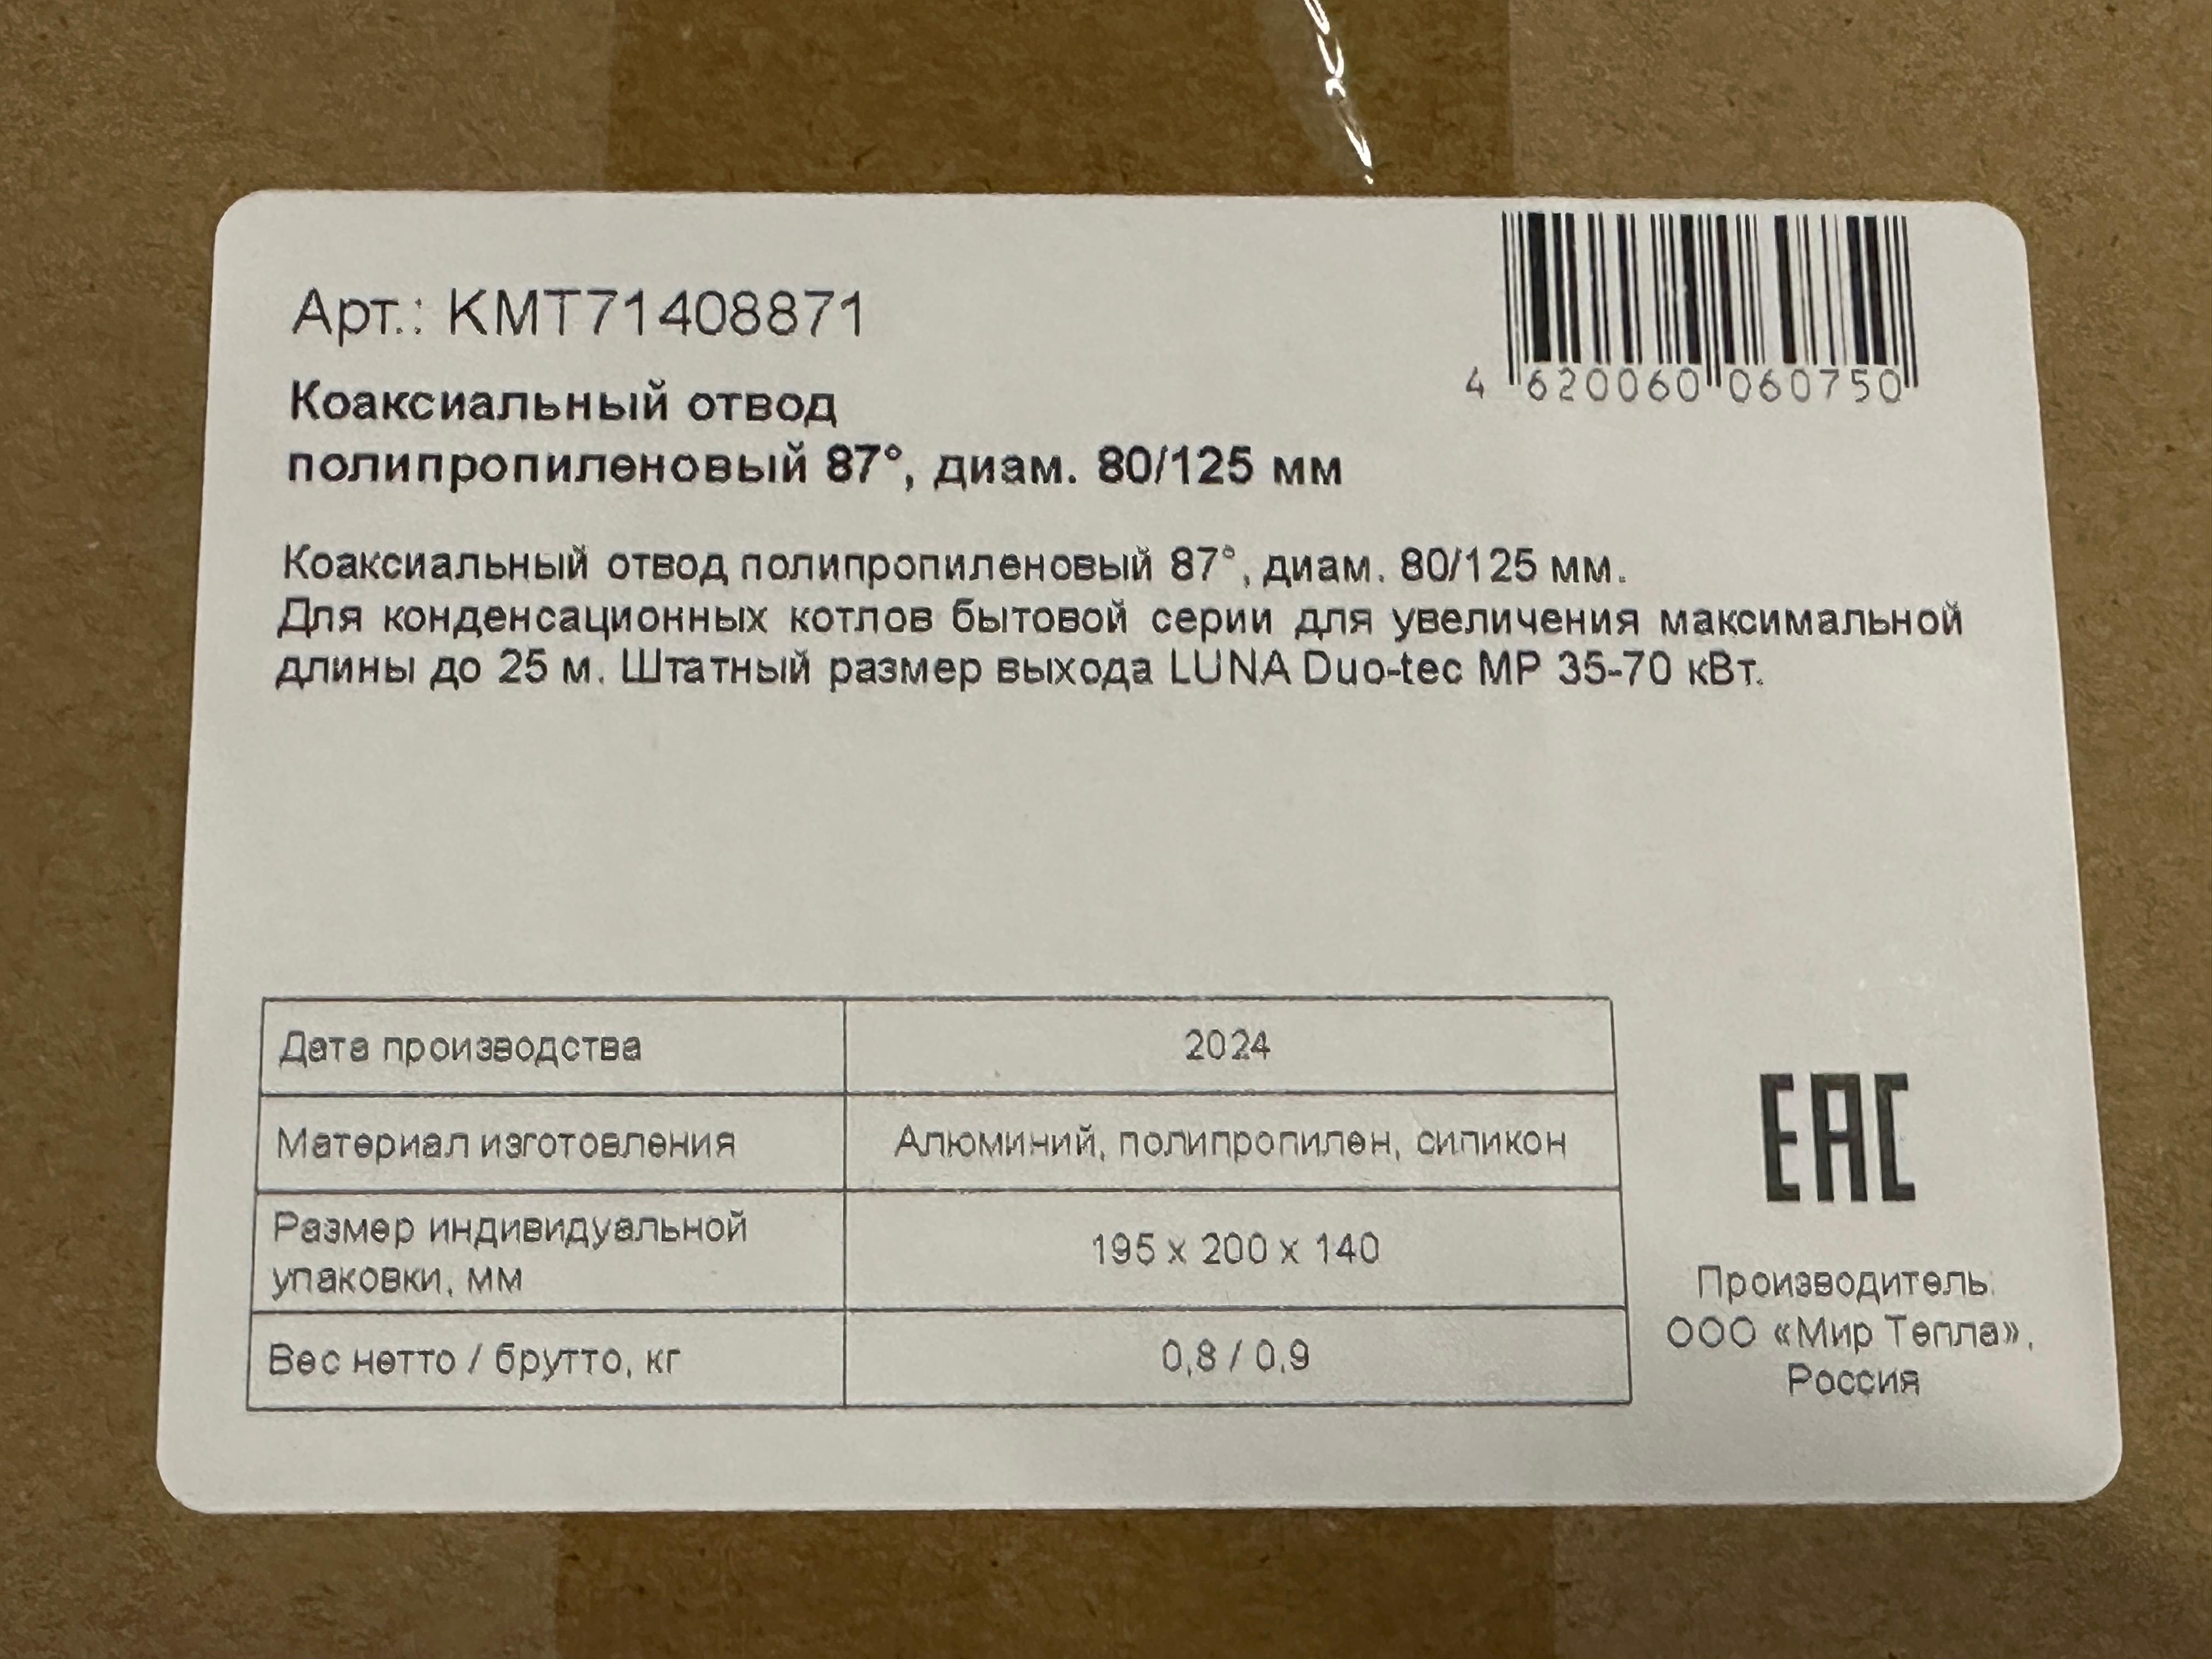 Арт.: KMT71408871
4 620060 060750
Коаксиальный отвод
полипропиленовый 87°, диам. 80/125 мм
Коаксиальный отвод полипропиленовый 87°, диам. 80/125 мм.
Для конденсационных котлов бытовой серии для увеличения максимальной
длины до 25 м. Штатный размер выхода LUNA Duo-tec MP 35-70 кВт.
Дата производства 2024
Материал изготовления Алюминий, полипропилен, силикон
Размер индивидуальной
упаковки, мм 195 x 200 x 140
Вес нетто / брутто, кг 0,8 / 0,9
EAC
Производитель:
ООО «Мир Тепла»,
Россия